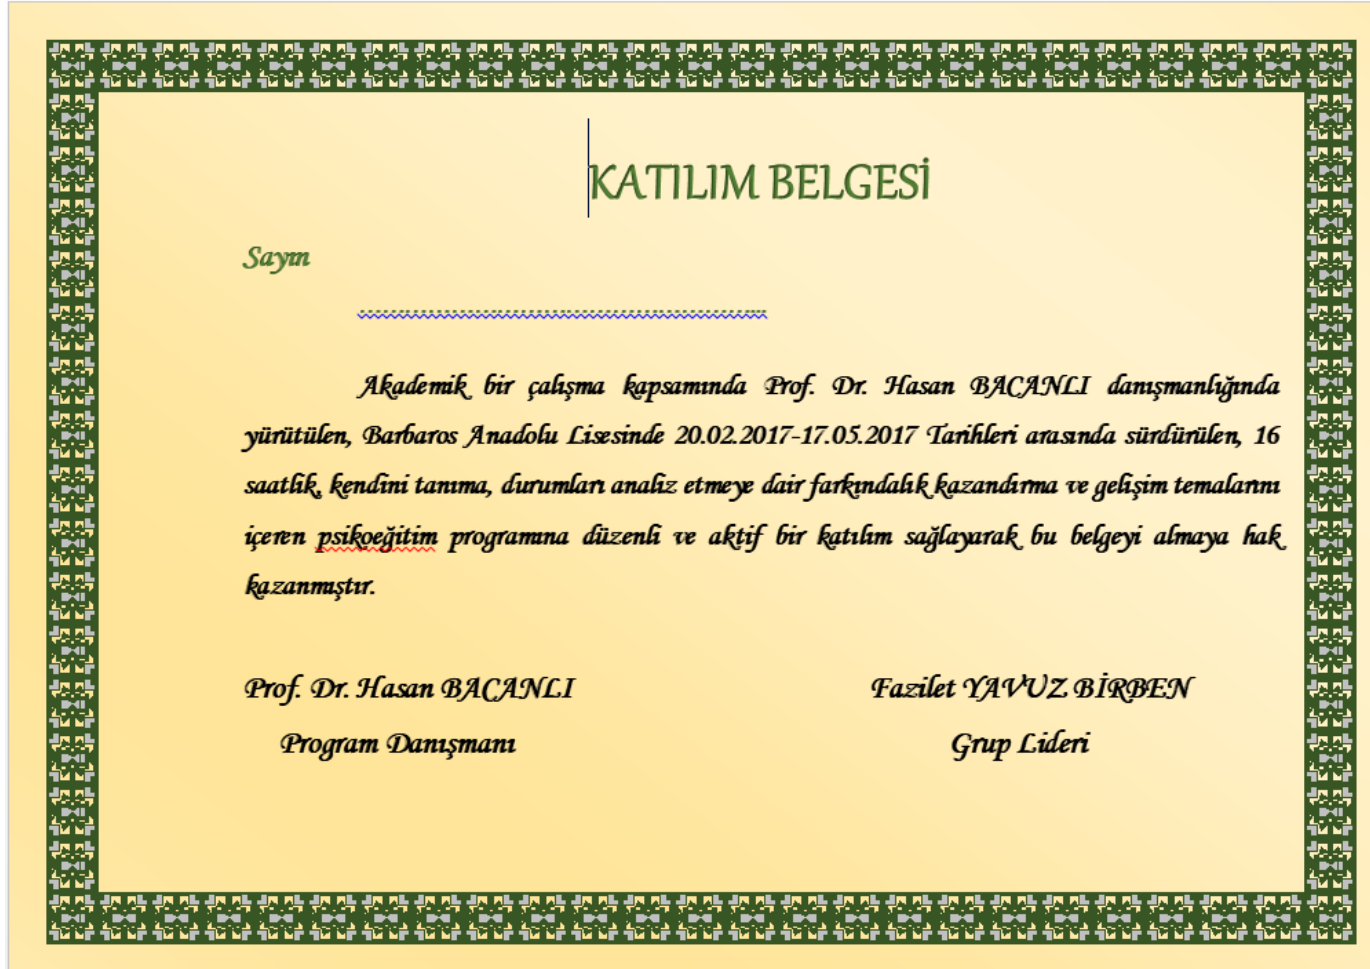 KATILIM BELGESİ
Sayın
Akademik bir çalışma kapsamında Prof. Dr. Hasan BACANLI danışmanlığında
yürütülen, Barbaros Anadolu Lisesinde 20.02.2017-17.05.2017 Tarihleri arasında sürdürülen, 16
saatlik, kendini tanıma, durumları analiz etmeye dair farkındalık kazandırma ve gelişim temalarını
içeren psikoeğitim programına düzenli ve aktif bir katılım sağlayarak bu belgeyi almaya hak
kazanmıştır.
Prof. Dr. Hasan BACANLI
Fazilet YAVUZ BİRBEN
Program Danışmanı
Grup Lideri